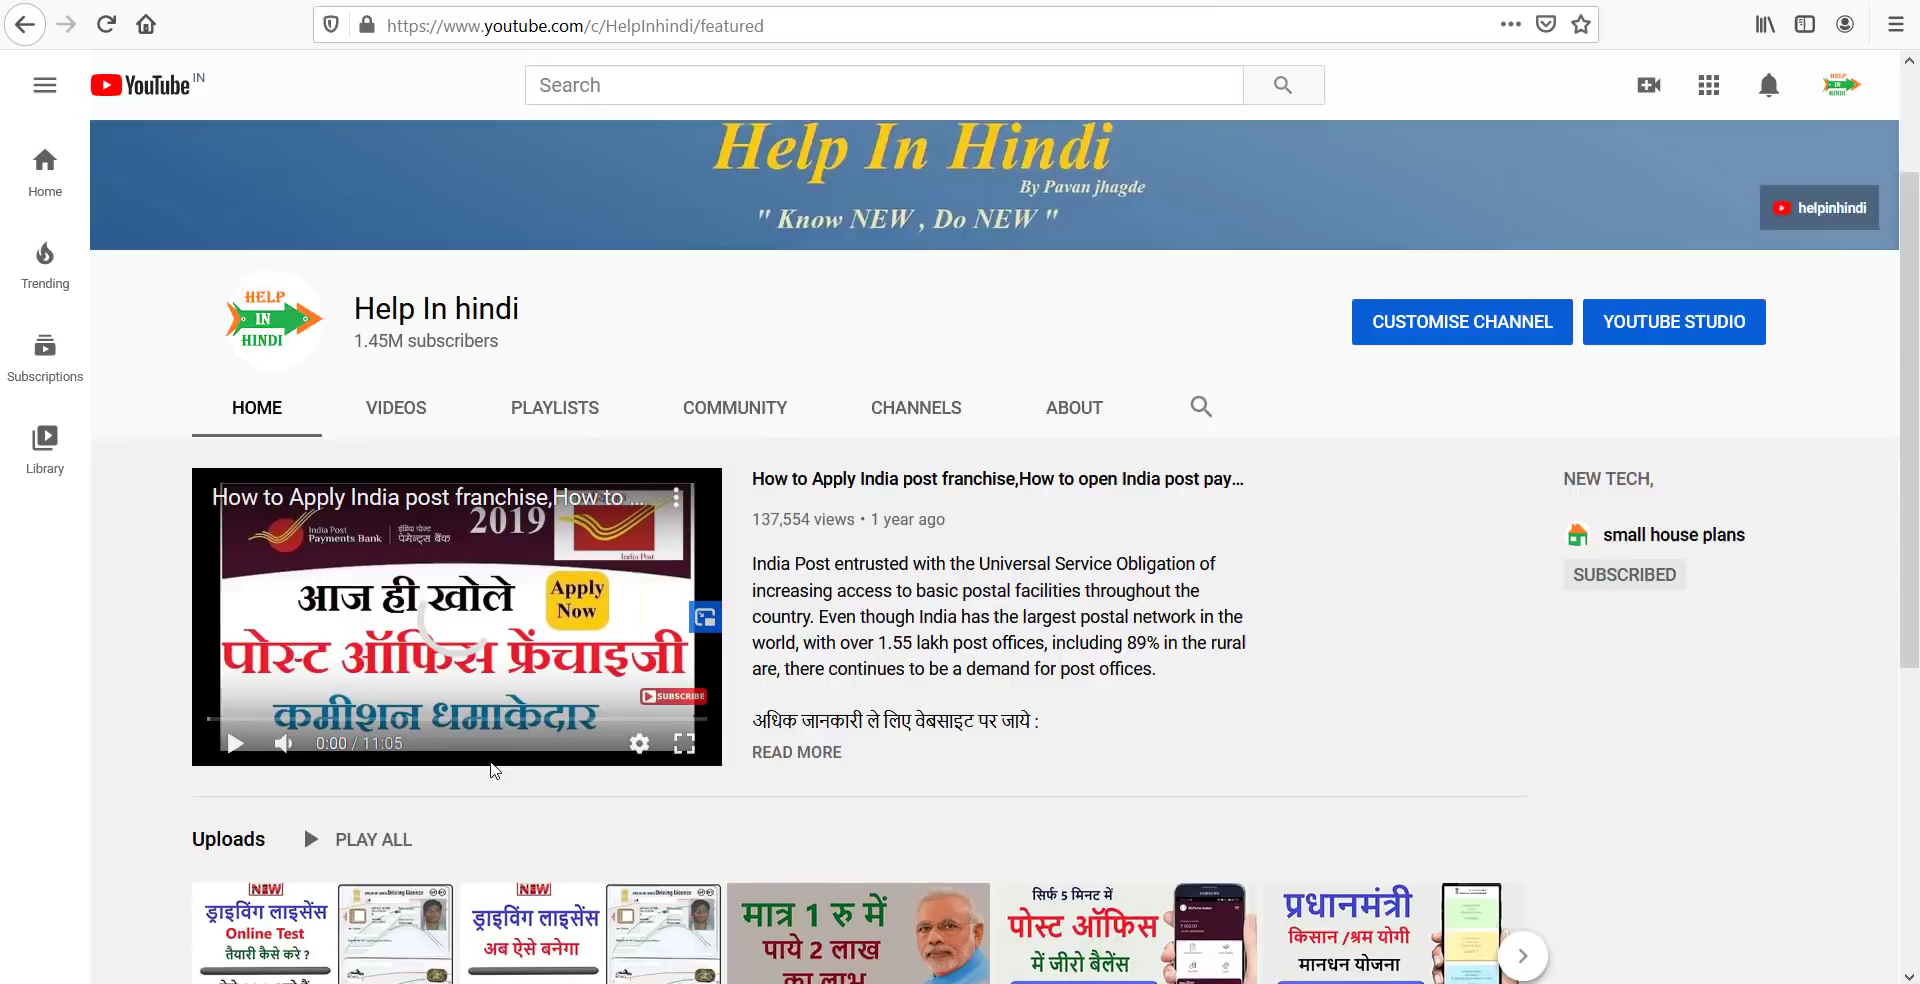 https://www.youtube.com/c/HelpInhindi/featured
YouTube IN
Search
HELP
IN
HINDI
Home
Trending
Subscriptions
Library
Help In Hindi
By Pavan jhagde
" Know NEW , Do NEW "
helpinhindi
HELP
IN
HINDI
Help In hindi
1.45M subscribers
CUSTOMISE CHANNEL
YOUTUBE STUDIO
HOME
VIDEOS
PLAYLISTS
COMMUNITY
CHANNELS
ABOUT
How to Apply India post franchise,How to ...
India Post
Payments Bank
इंडिया पोस्ट
पेमेन्ट्स बैंक
2019
India Post
आज ही खोले
Apply
Now
पोस्ट ऑफिस फ्रेंचाइजी
SUBSCRIBE
कमीशन धमाकेदार
0:00 / 11:05
How to Apply India post franchise,How to open India post pay...
137,554 views • 1 year ago
India Post entrusted with the Universal Service Obligation of
increasing access to basic postal facilities throughout the
country. Even though India has the largest postal network in the
world, with over 1.55 lakh post offices, including 89% in the rural
are, there continues to be a demand for post offices.
अधिक जानकारी ले लिए वेबसाइट पर जाये :
READ MORE
NEW TECH,
small house plans
SUBSCRIBED
Uploads
PLAY ALL
NEW
ड्राइविंग लाइसेंस
Online Test
तैयारी कैसे करे ?
NEW
ड्राइविंग लाइसेंस
अब ऐसे बनेगा
मात्र 1 रु में
पाये 2 लाख
का लाभ
सिर्फ 5 मिनट में
पोस्ट ऑफिस
में जीरो बैलेंस
प्रधानमंत्री
किसान /श्रम योगी
मानधन योजना